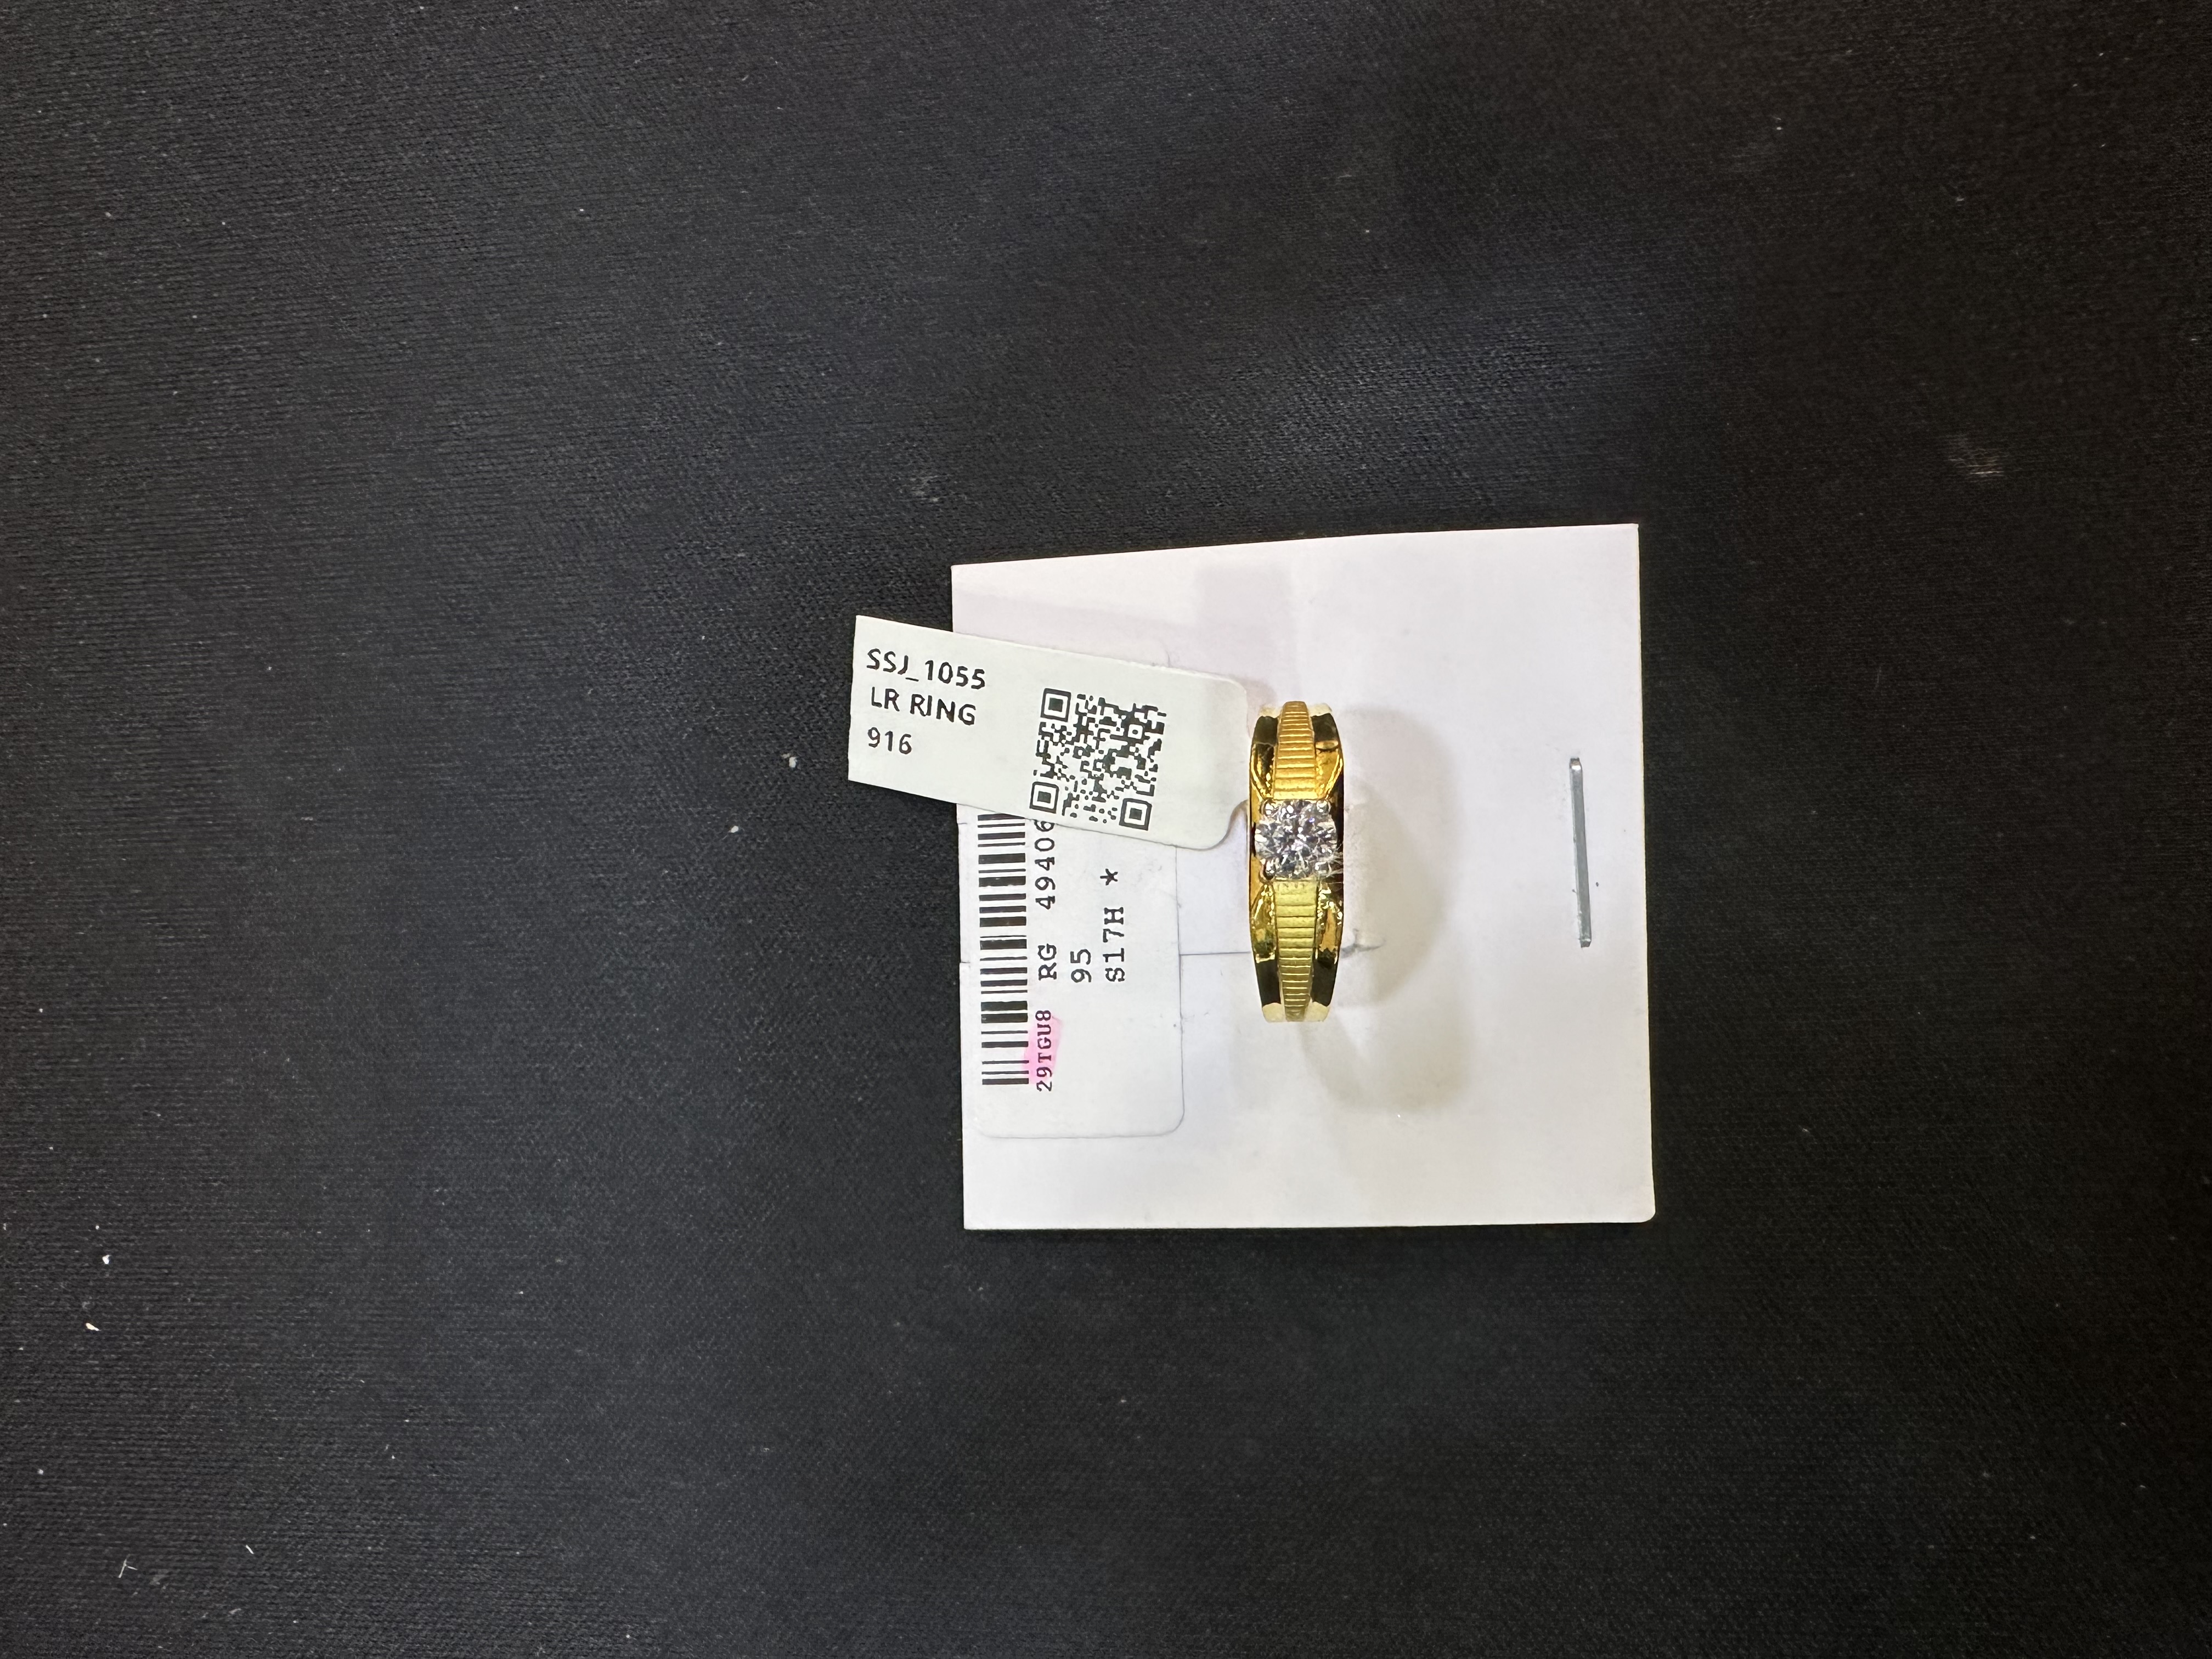 SSJ_1055
LR RING
916
29TGU8 RG 49406
95
S17H *